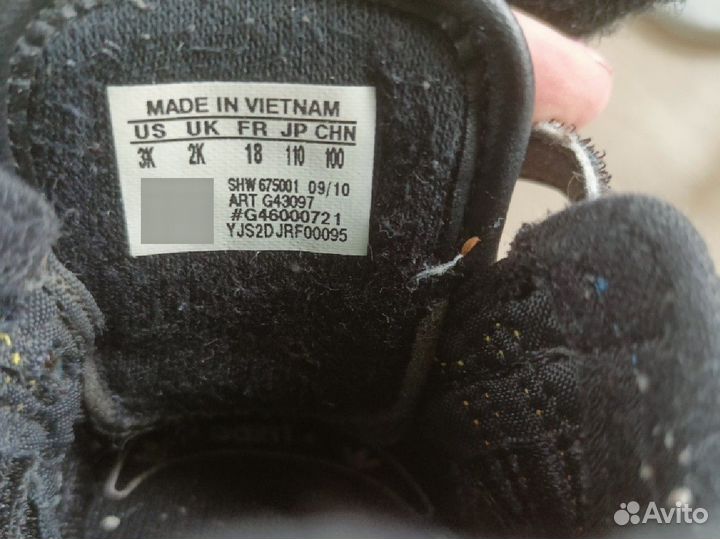 MADE IN VIETNAM
US UK FR JP CHN
3K 2K 18 110 100
SHW 675001 09/10
ART G43097
#G46000721
YJS2DJRF00095
Avito